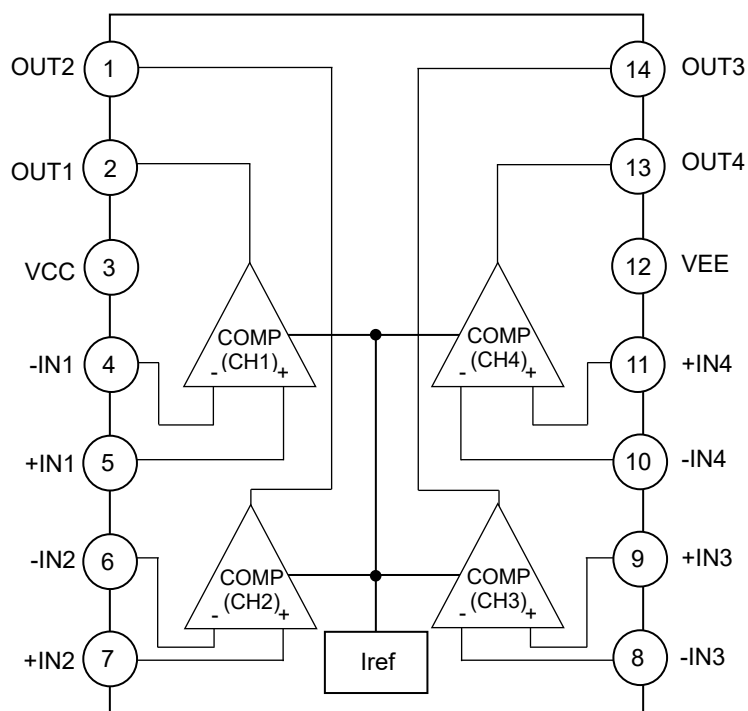 OUT2 1
14 OUT3
OUT1 2
13 OUT4
VCC 3
12 VEE
COMP
(CH1)
- +
COMP
(CH4)
- +
-IN1 4
11 +IN4
+IN1 5
10 -IN4
-IN2 6
9 +IN3
COMP
(CH2)
- +
COMP
(CH3)
- +
+IN2 7
Iref
8 -IN3